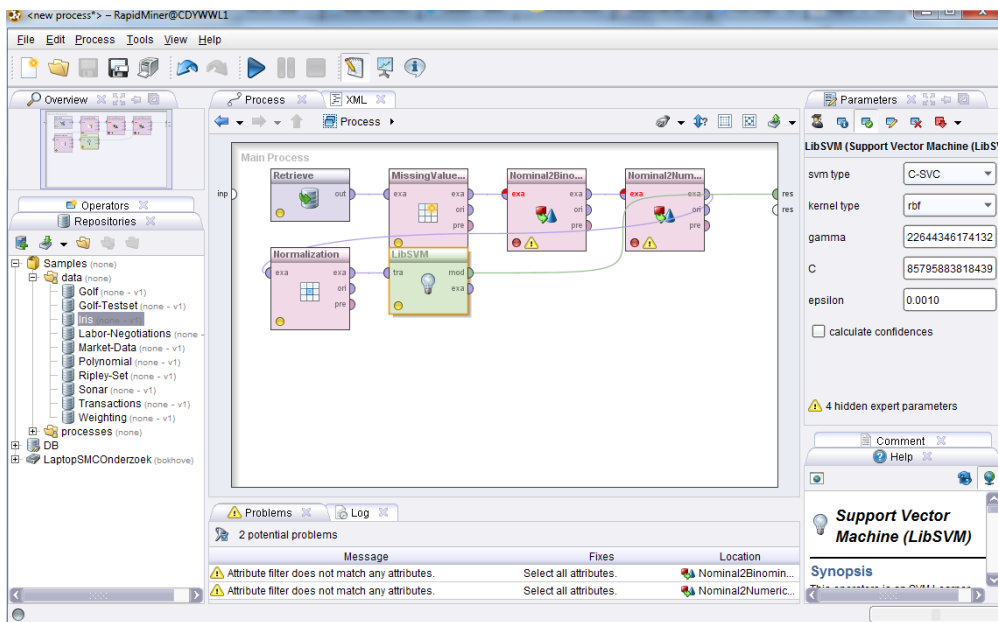 <new process*> – RapidMiner@CDYWWL1
File Edit Process Tools View Help
Overview
Operators
Repositories
Samples (none)
data (none)
Golf (none - v1)
Golf-Testset (none - v1)
Iris (none - v1)
Labor-Negotiations (none -
Market-Data (none - v1)
Polynomial (none - v1)
Ripley-Set (none - v1)
Sonar (none - v1)
Transactions (none - v1)
Weighting (none - v1)
processes (none)
DB
LaptopSMCOnderzoek (bokhove)
Process XML
Process
Main Process
inp
Retrieve
out
MissingValue...
exa exa
ori
pre
Nominal2Bino...
exa exa
ori
pre
Nominal2Num...
exa exa
ori
pre
res
res
Normalization
exa exa
ori
pre
LibSVM
tra mod
exa
Problems Log
2 potential problems
Message Fixes Location
Attribute filter does not match any attributes. Select all attributes. Nominal2Binomin...
Attribute filter does not match any attributes. Select all attributes. Nominal2Numeric...
Parameters
LibSVM (Support Vector Machine (LibS
svm type C-SVC
kernel type rbf
gamma 22644346174132
C 85795883818439
epsilon 0.0010
calculate confidences
4 hidden expert parameters
Comment
Help
Support Vector
Machine (LibSVM)
Synopsis